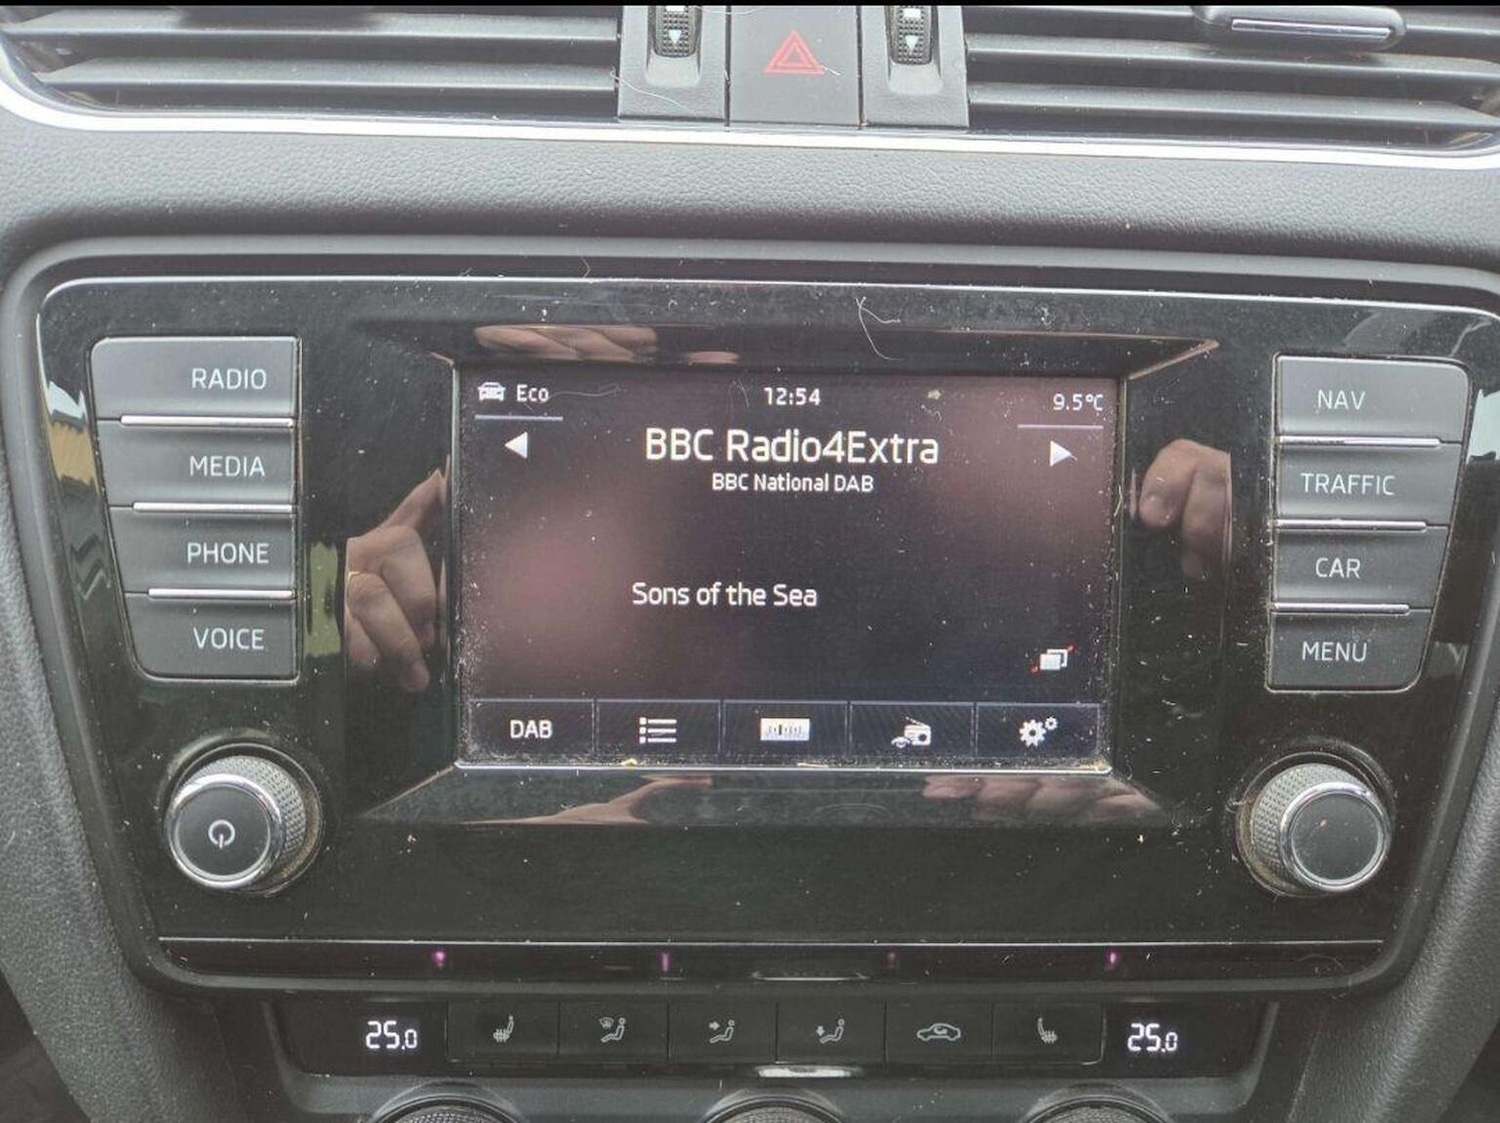 RADIO
MEDIA
PHONE
VOICE
Eco
12:54
9.5°C
BBC Radio4Extra
BBC National DAB
Sons of the Sea
DAB
NAV
TRAFFIC
CAR
MENU
25.0
25.0